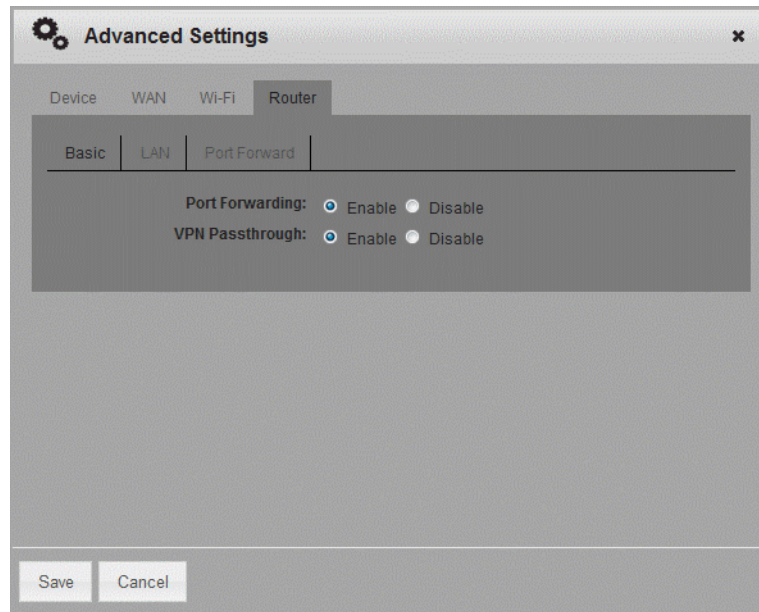 Advanced Settings
Device WAN Wi-Fi Router
Basic LAN Port Forward
Port Forwarding: Enable Disable
VPN Passthrough: Enable Disable
Save Cancel